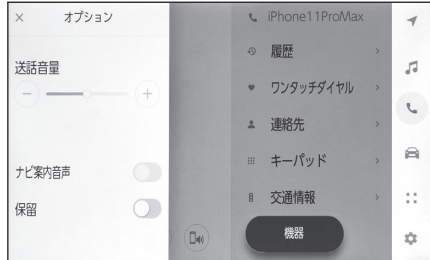 オプション
送話音量
ナビ案内音声
保留
iPhone11ProMax
履歴
ワンタッチダイヤル
連絡先
キーパッド
交通情報
機器